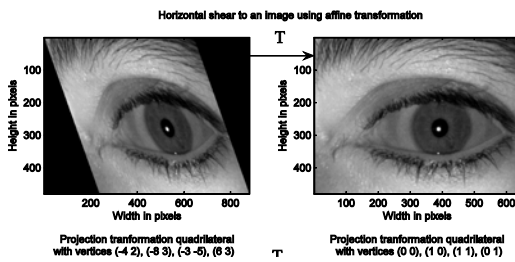 Horizontal shear to an image using affine transformation
T
Height in pixels
100
200
300
400
200 400 600 800
Width in pixels
Height in pixels
100
200
300
400
100 200 300 400 500 600
Width in pixels
Projection tranformation quadrilateral
with vertices (-4 2), (-8 3), (-3 -5), (6 3)
T
Projection tranformation quadrilateral
with vertices (0 0), (1 0), (1 1), (0 1)